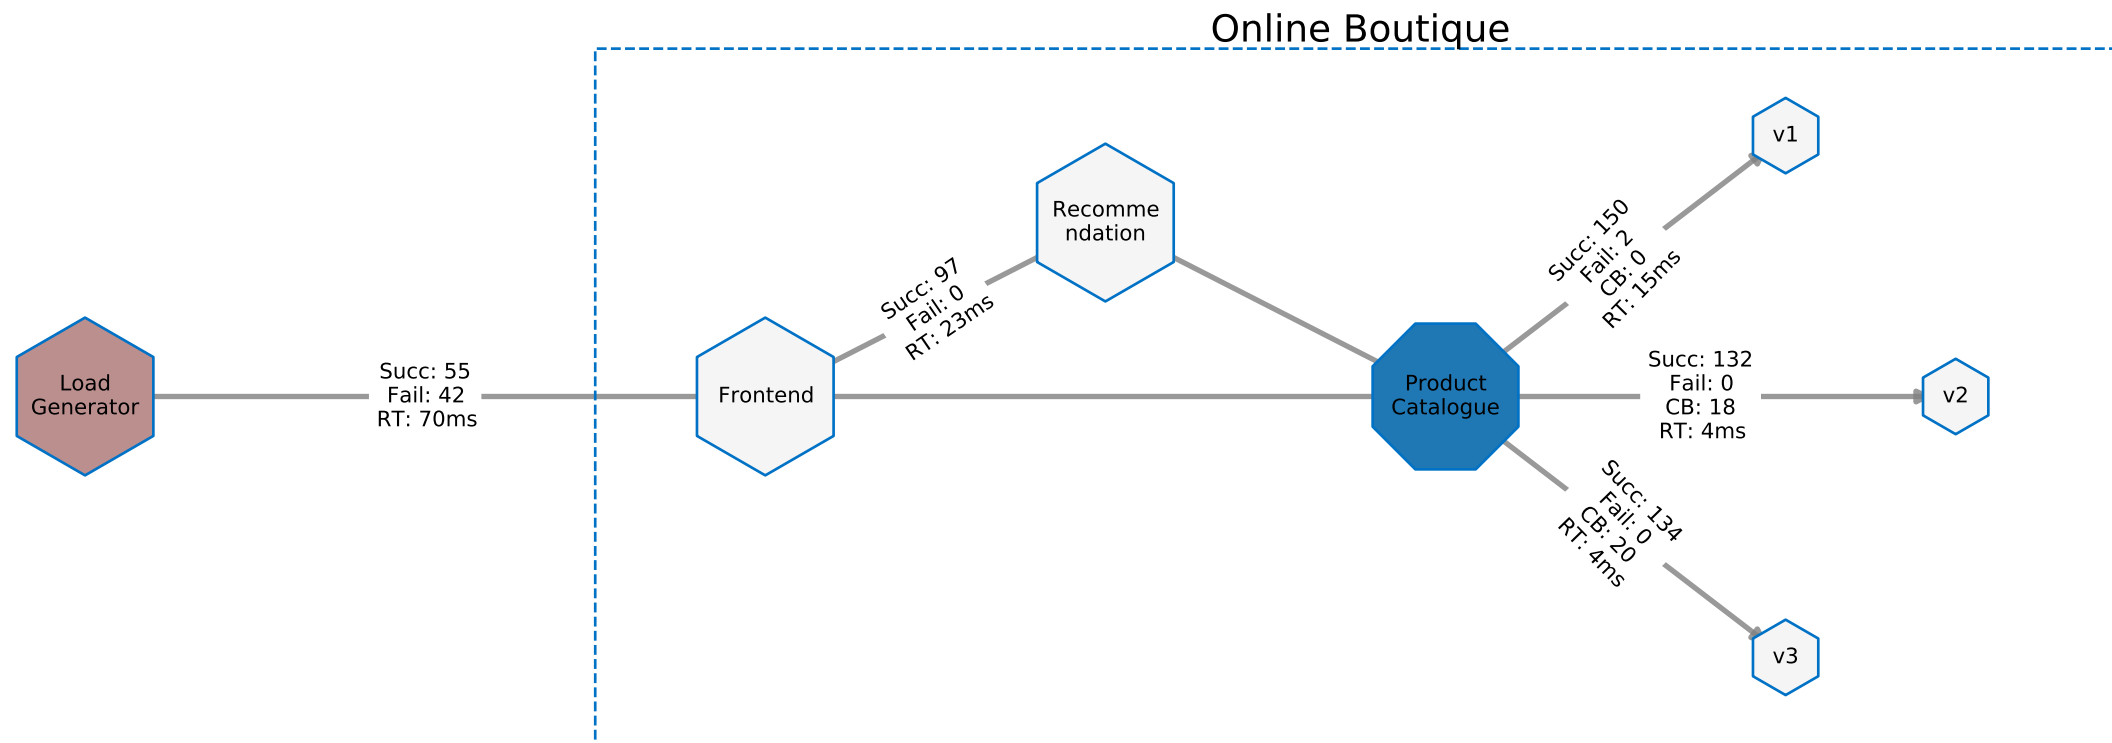 Online Boutique
Load
Generator
Succ: 55
Fail: 42
RT: 70ms
Frontend
Succ: 97
Fail: 0
RT: 23ms
Recomme
ndation
Product
Catalogue
Succ: 150
Fail: 2
CB: 0
RT: 15ms
v1
Succ: 132
Fail: 0
CB: 18
RT: 4ms
v2
Succ: 134
Fail: 0
CB: 20
RT: 4ms
v3